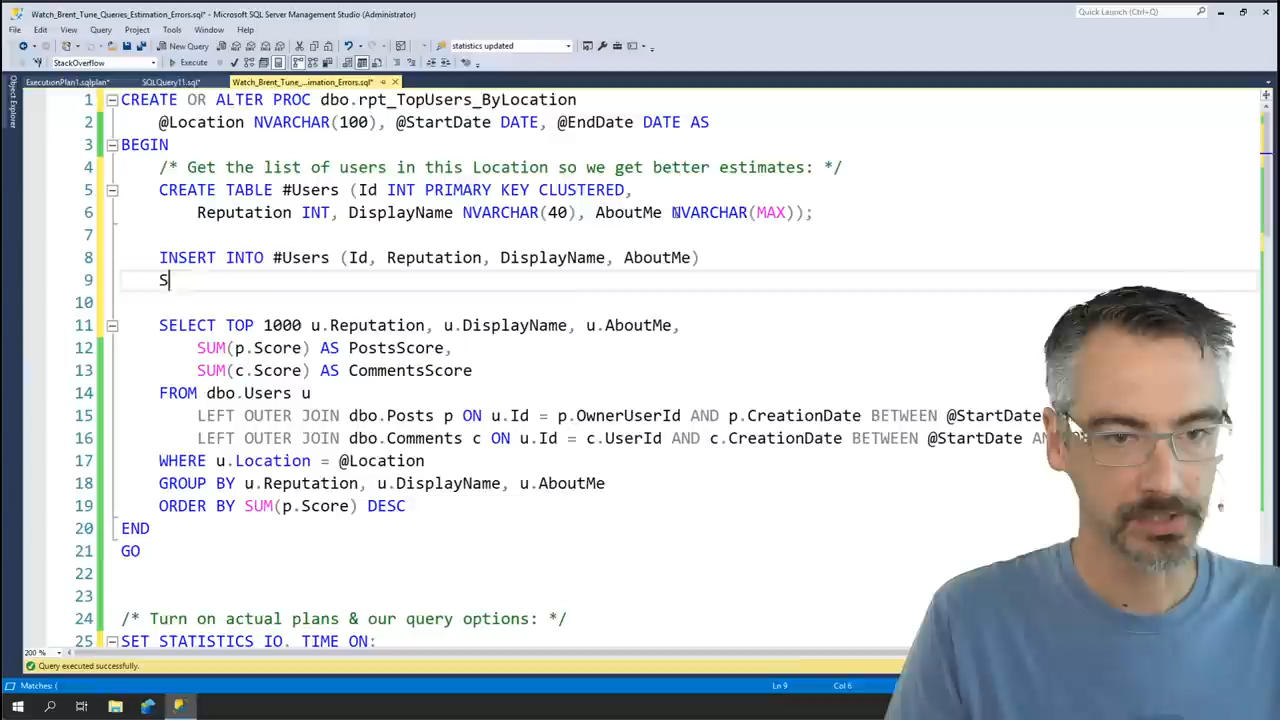 Watch_Brent_Tune_Queries_Estimation_Errors.sql* - Microsoft SQL Server Management Studio (Administrator)
Quick Launch (Ctrl+Q)
File Edit View Query Project Tools Window Help
New Query
statistics updated
StackOverflow
Execute
ExecutionPlan1.sqlplan*
SQLQuery11.sql*
Watch_Brent_Tune_...imation_Errors.sql*
Object Explorer
1 CREATE OR ALTER PROC dbo.rpt_TopUsers_ByLocation
2 @Location NVARCHAR(100), @StartDate DATE, @EndDate DATE AS
3 BEGIN
4 /* Get the list of users in this Location so we get better estimates: */
5 CREATE TABLE #Users (Id INT PRIMARY KEY CLUSTERED,
6 Reputation INT, DisplayName NVARCHAR(40), AboutMe NVARCHAR(MAX));
7
8 INSERT INTO #Users (Id, Reputation, DisplayName, AboutMe)
9 S
10
11 SELECT TOP 1000 u.Reputation, u.DisplayName, u.AboutMe,
12 SUM(p.Score) AS PostsScore,
13 SUM(c.Score) AS CommentsScore
14 FROM dbo.Users u
15 LEFT OUTER JOIN dbo.Posts p ON u.Id = p.OwnerUserId AND p.CreationDate BETWEEN @StartDate
16 LEFT OUTER JOIN dbo.Comments c ON u.Id = c.UserId AND c.CreationDate BETWEEN @StartDate
17 WHERE u.Location = @Location
18 GROUP BY u.Reputation, u.DisplayName, u.AboutMe
19 ORDER BY SUM(p.Score) DESC
20 END
21 GO
22
23
24 /* Turn on actual plans & our query options: */
25 SET STATISTICS IO, TIME ON;
200 %
Query executed successfully.
Matches: (
Ln 9
Col 6